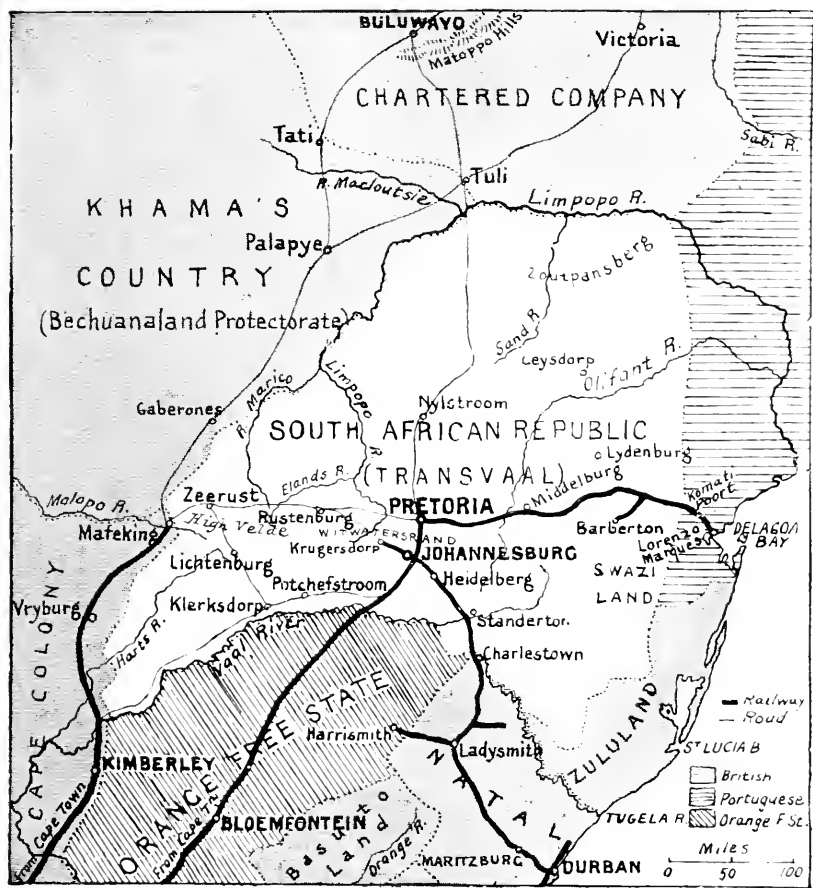 BULUWAYO
Matoppo Hills
Victoria
CHARTERED COMPANY
Tati
Sabi R.
R. Macloutsie
Tuli
Limpopo R.
KHAMA'S
COUNTRY
(Bechuanaland Protectorate)
Palapye
Zoutpansberg
Sand R.
Leysdorp
Olifant R.
R. Marico
Limpopo R.
Gaberones
Nylstroom
SOUTH AFRICAN REPUBLIC
(TRANSVAAL)
Lydenburg
Elands R.
Middelburg
Molopo R.
Zeerust
PRETORIA
Komati Poort
Mafeking
High Velde
Rustenburg
WITWATERSRAND
Barberton
Lorenzo Marques
DELAGOA BAY
Krugersdorp
JOHANNESBURG
Lichtenburg
Heidelberg
SWAZI
LAND
Potchefstroom
Klerksdorp
Vryburg
Harts R.
Vaal River
Standerton.
Charlestown
CAPE COLONY
ORANGE FREE STATE
Harrismith
Ladysmith
ZULULAND
Railway
Road
ST LUCIA B
KIMBERLEY
NATAL
British
Portuguese
Orange F St.
TUGELA R
From Cape Town
From Cape Tn
BLOEMFONTEIN
Basuto
Land
Orange R.
MARITZBURG
DURBAN
Miles
0 50 100